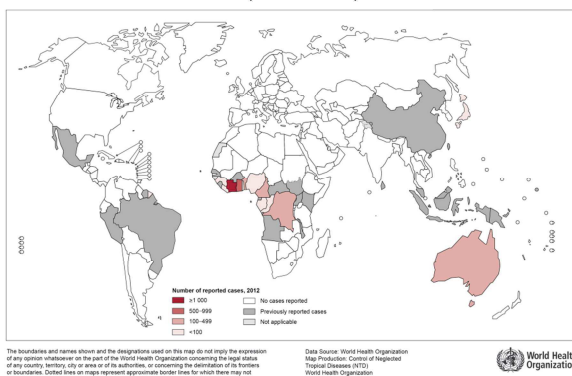 Number of reported cases, 2012
≥1 000
500-999
100-499
<100
No cases reported
Previously reported cases
Not applicable
The boundaries and names shown and the designations used on this map do not imply the expression
of any opinion whatsoever on the part of the World Health Organization concerning the legal status
of any country, territory, city or area or of its authorities, or concerning the delimitation of its frontiers
or boundaries. Dotted lines on maps represent approximate border lines for which there may not
Data Source: World Health Organization
Map Production: Control of Neglected
Tropical Diseases (NTD)
World Health Organization
World Health
Organization